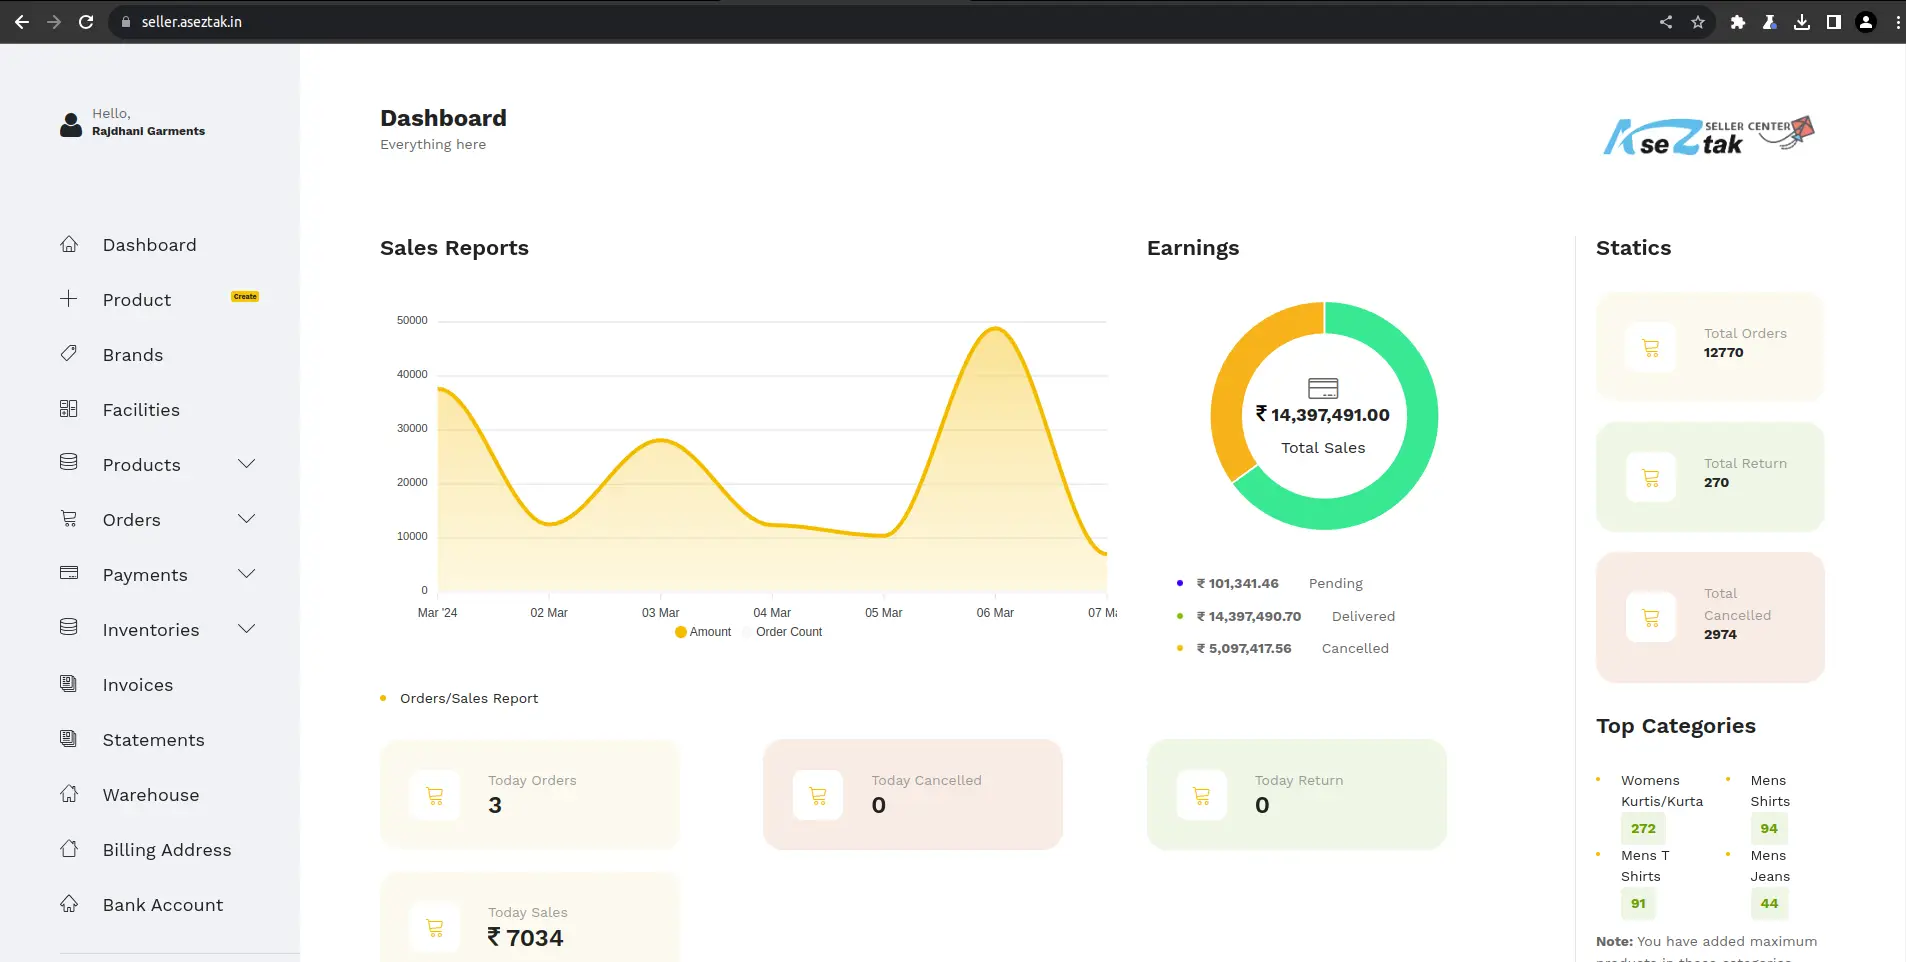 seller.aseztak.in
Hello,
Rajdhani Garments
Dashboard
Product
Create
Brands
Facilities
Products
Orders
Payments
Inventories
Invoices
Statements
Warehouse
Billing Address
Bank Account
Dashboard
Everything here
AseZtak
SELLER CENTER
Sales Reports
50000
40000
30000
20000
10000
0
Mar '24
02 Mar
03 Mar
04 Mar
05 Mar
06 Mar
07 Ma
Amount
Order Count
Earnings
₹ 14,397,491.00
Total Sales
₹ 101,341.46 Pending
₹ 14,397,490.70 Delivered
₹ 5,097,417.56 Cancelled
Orders/Sales Report
Today Orders
3
Today Cancelled
0
Today Return
0
Today Sales
₹ 7034
Statics
Total Orders
12770
Total Return
270
Total
Cancelled
2974
Top Categories
Womens
Kurtis/Kurta
272
Mens
Shirts
94
Mens T
Shirts
91
Mens
Jeans
44
Note: You have added maximum
products in these categories